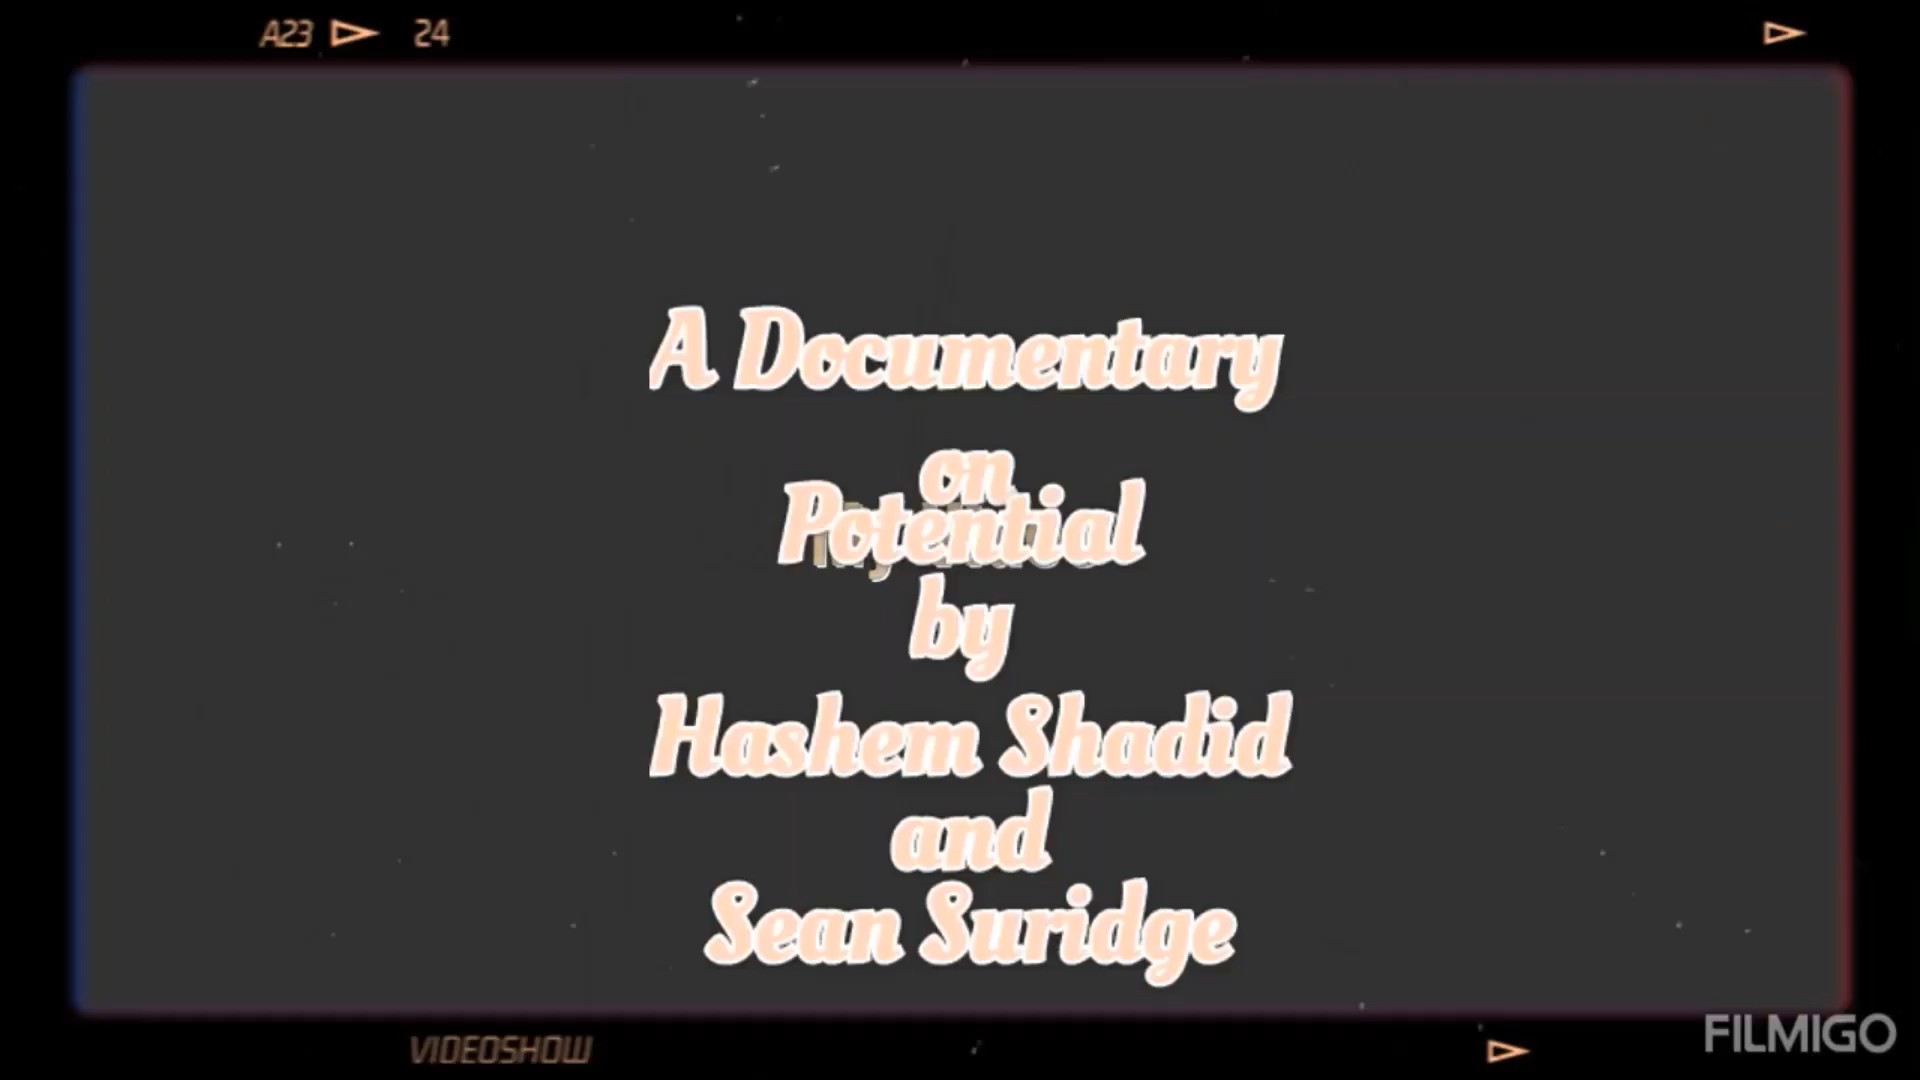 A23 24
A Documentary
on
Potential
by
Hashem Shadid
and
Sean Suridge
VIDEOSHOW
FILMIGO